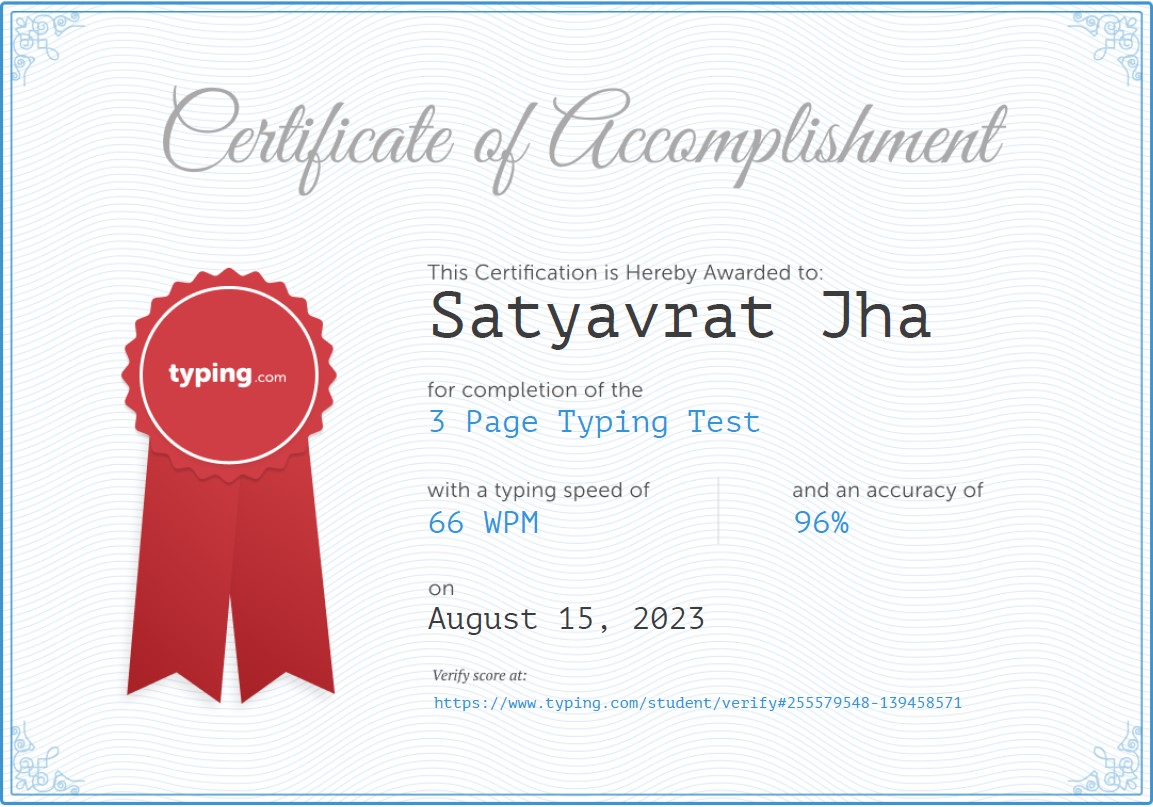 Certificate of Accomplishment
This Certification is Hereby Awarded to:
Satyavrat Jha
typing.com
for completion of the
3 Page Typing Test
with a typing speed of
and an accuracy of
66 WPM
96%
on
August 15, 2023
Verify score at:
https://www.typing.com/student/verify#255579548-139458571